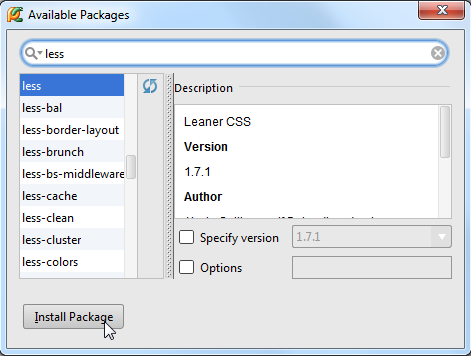 Available Packages
less
less
less-bal
less-border-layout
less-brunch
less-bs-middleware
less-cache
less-clean
less-cluster
less-colors
Description
Leaner CSS
Version
1.7.1
Author
Specify version
1.7.1
Options
Install Package